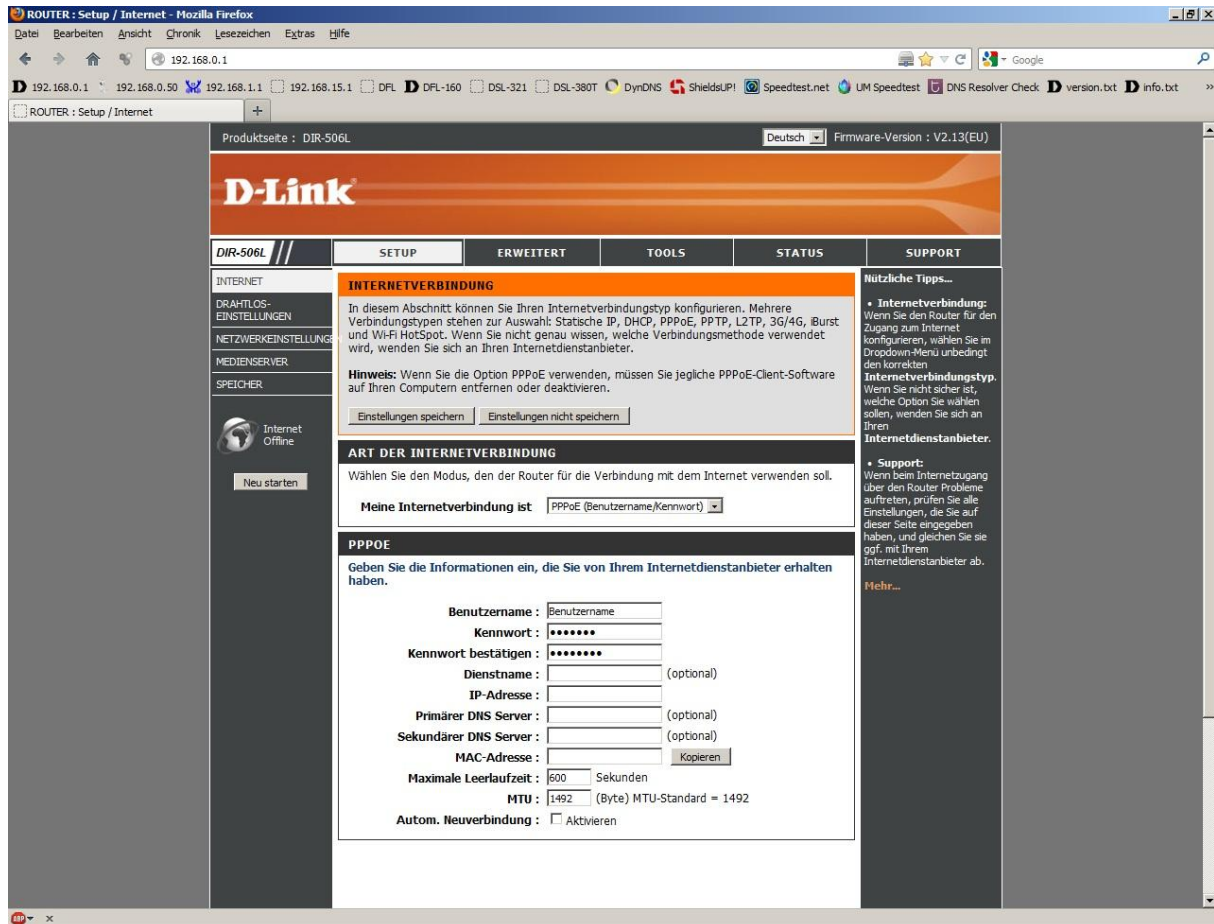 ROUTER : Setup / Internet - Mozilla Firefox
Datei Bearbeiten Ansicht Chronik Lesezeichen Extras Hilfe
192.168.0.1
Google
192.168.0.1 192.168.0.50 192.168.1.1 192.168.15.1 DFL DFL-160 DSL-321 DSL-380T DynDNS ShieldsUP! Speedtest.net UM Speedtest DNS Resolver Check version.txt info.txt »
ROUTER : Setup / Internet
Produktseite : DIR-506L
Deutsch
Firmware-Version : V2.13(EU)
D-Link
DIR-506L
SETUP
ERWEITERT
TOOLS
STATUS
SUPPORT
INTERNET
DRAHTLOS-
EINSTELLUNGEN
NETZWERKEINSTELLUNGEN
MEDIENSERVER
SPEICHER
Internet
Offline
Neu starten
INTERNETVERBINDUNG
In diesem Abschnitt können Sie Ihren Internetverbindungstyp konfigurieren. Mehrere
Verbindungstypen stehen zur Auswahl: Statische IP, DHCP, PPPoE, PPTP, L2TP, 3G/4G, iBurst
und Wi-Fi HotSpot. Wenn Sie nicht genau wissen, welche Verbindungsmethode verwendet
wird, wenden Sie sich an Ihren Internetdienstanbieter.
Hinweis: Wenn Sie die Option PPPoE verwenden, müssen Sie jegliche PPPoE-Client-Software
auf Ihren Computern entfernen oder deaktivieren.
Einstellungen speichern
Einstellungen nicht speichern
ART DER INTERNETVERBINDUNG
Wählen Sie den Modus, den der Router für die Verbindung mit dem Internet verwenden soll.
Meine Internetverbindung ist
PPPoE (Benutzername/Kennwort)
PPPOE
Geben Sie die Informationen ein, die Sie von Ihrem Internetdienstanbieter erhalten
haben.
Benutzername : Benutzername
Kennwort : •••••••
Kennwort bestätigen : ••••••••
Dienstname : (optional)
IP-Adresse :
Primärer DNS Server : (optional)
Sekundärer DNS Server : (optional)
MAC-Adresse : Kopieren
Maximale Leerlaufzeit : 600 Sekunden
MTU : 1492 (Byte) MTU-Standard = 1492
Autom. Neuverbindung : Aktivieren
Nützliche Tipps...
• Internetverbindung:
Wenn Sie den Router für den
Zugang zum Internet
konfigurieren, wählen Sie im
Dropdown-Menü unbedingt
den korrekten
Internetverbindungstyp.
Wenn Sie nicht sicher ist,
welche Option Sie wählen
sollen, wenden Sie sich an
Ihren
Internetdienstanbieter.
• Support:
Wenn beim Internetzugang
über den Router Probleme
auftreten, prüfen Sie alle
Einstellungen, die Sie auf
dieser Seite eingegeben
haben, und gleichen Sie sie
ggf. mit Ihrem
Internetdienstanbieter ab.
Mehr...
ABP